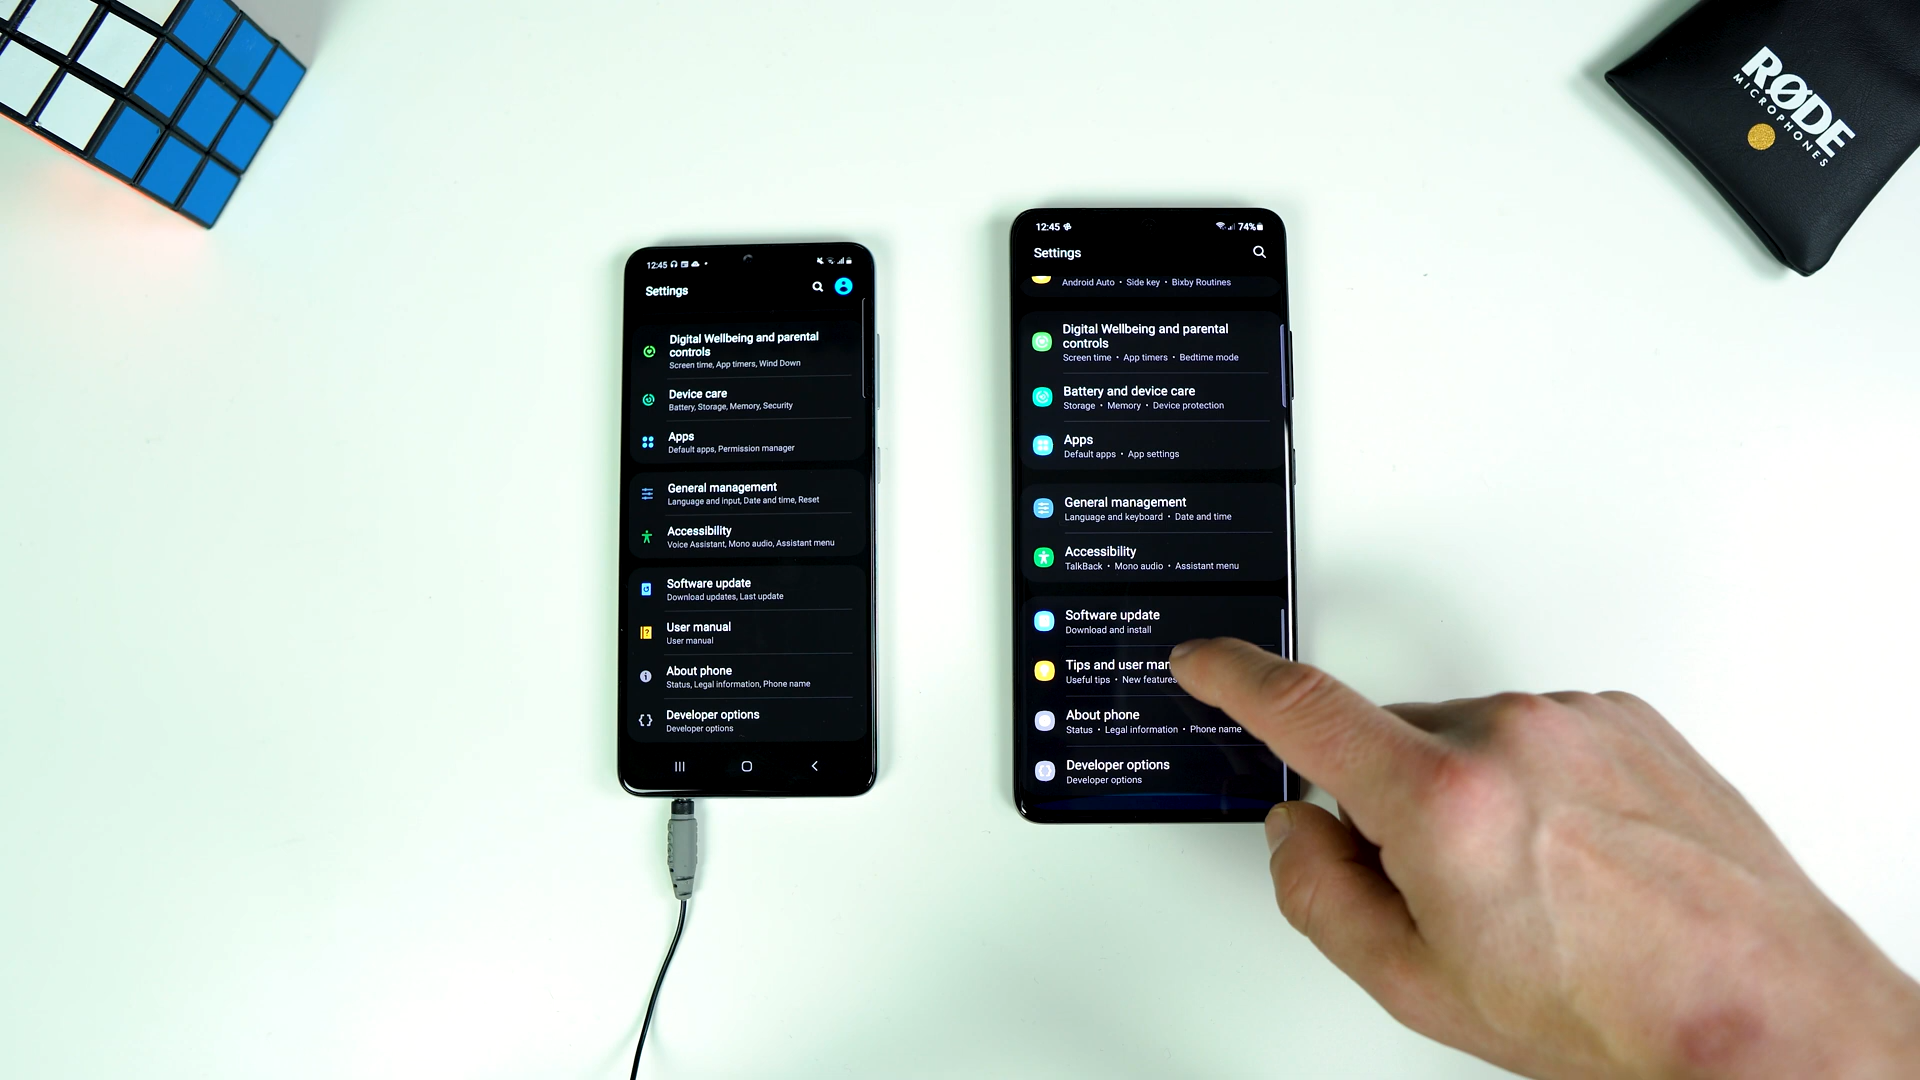 RØDE
MICROPHONES
12:45
Settings
Digital Wellbeing and parental
controls
Screen time, App timers, Wind Down
Device care
Battery, Storage, Memory, Security
Apps
Default apps, Permission manager
General management
Language and input, Date and time, Reset
Accessibility
Voice Assistant, Mono audio, Assistant menu
Software update
Download updates, Last update
User manual
User manual
About phone
Status, Legal information, Phone name
Developer options
Developer options
12:45 74%
Settings
Android Auto • Side key • Bixby Routines
Digital Wellbeing and parental
controls
Screen time • App timers • Bedtime mode
Battery and device care
Storage • Memory • Device protection
Apps
Default apps • App settings
General management
Language and keyboard • Date and time
Accessibility
TalkBack • Mono audio • Assistant menu
Software update
Download and install
Tips and user man
Useful tips • New features
About phone
Status • Legal information • Phone name
Developer options
Developer options